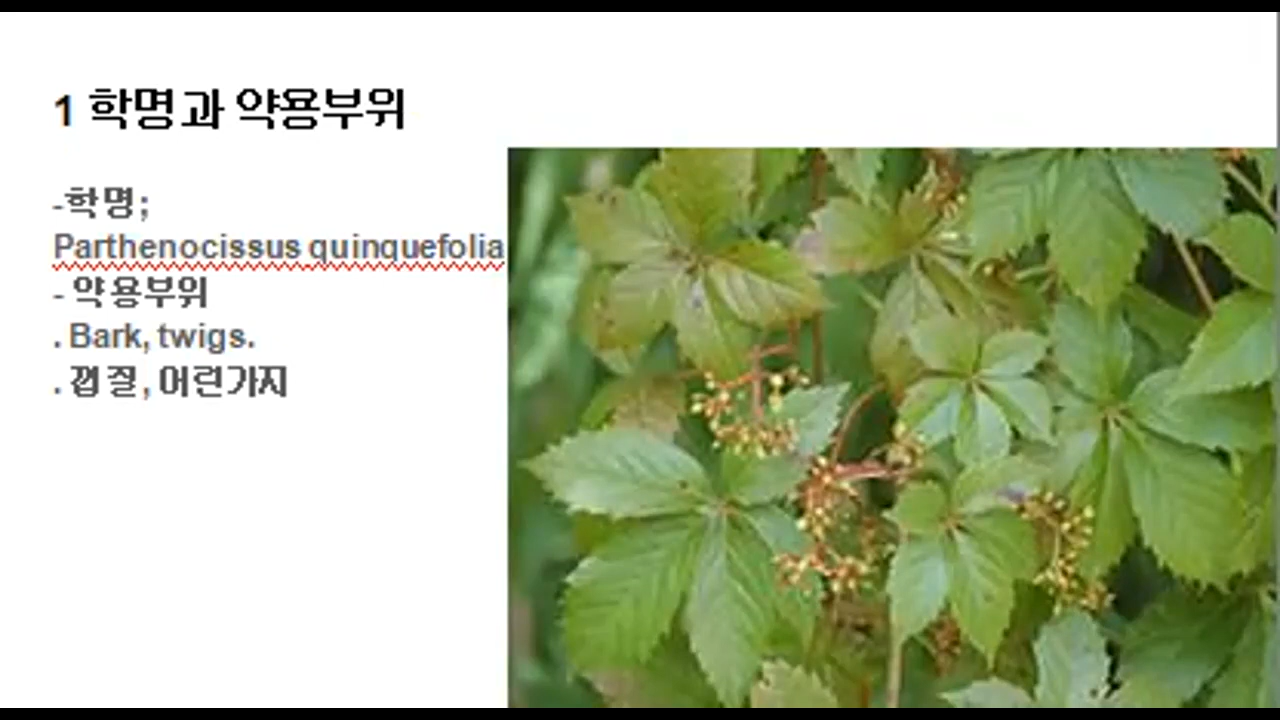 1 학명과 약용부위
-학명;
Parthenocissus quinquefolia
- 약용부위
. Bark, twigs.
. 껍질, 어린가지